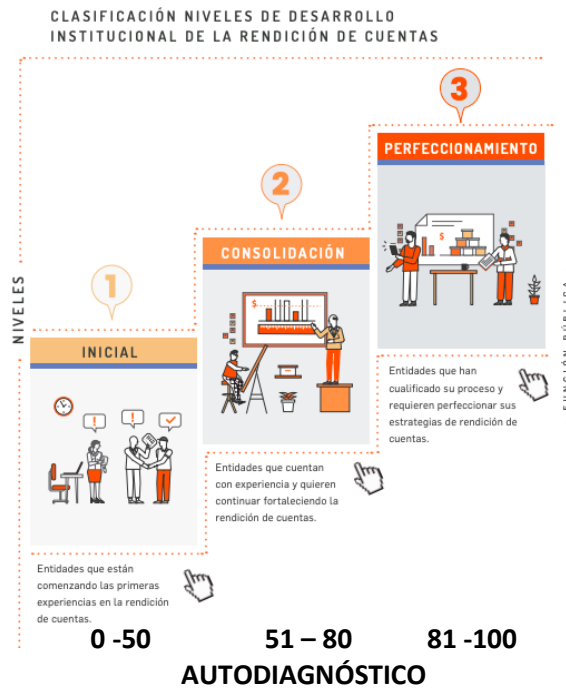 CLASIFICACIÓN NIVELES DE DESARROLLO
INSTITUCIONAL DE LA RENDICIÓN DE CUENTAS
NIVELES
1
INICIAL
Entidades que están
comenzando las primeras
experiencias en la rendición
de cuentas.
2
CONSOLIDACIÓN
$
Entidades que cuentan
con experiencia y quieren
continuar fortaleciendo la
rendición de cuentas.
3
PERFECCIONAMIENTO
$
Entidades que han
cualificado su proceso y
requieren perfeccionar sus
estrategias de rendición de
cuentas.
FUNCIÓN PÚBLICA
0 -50 51 – 80 81 -100
AUTODIAGNÓSTICO